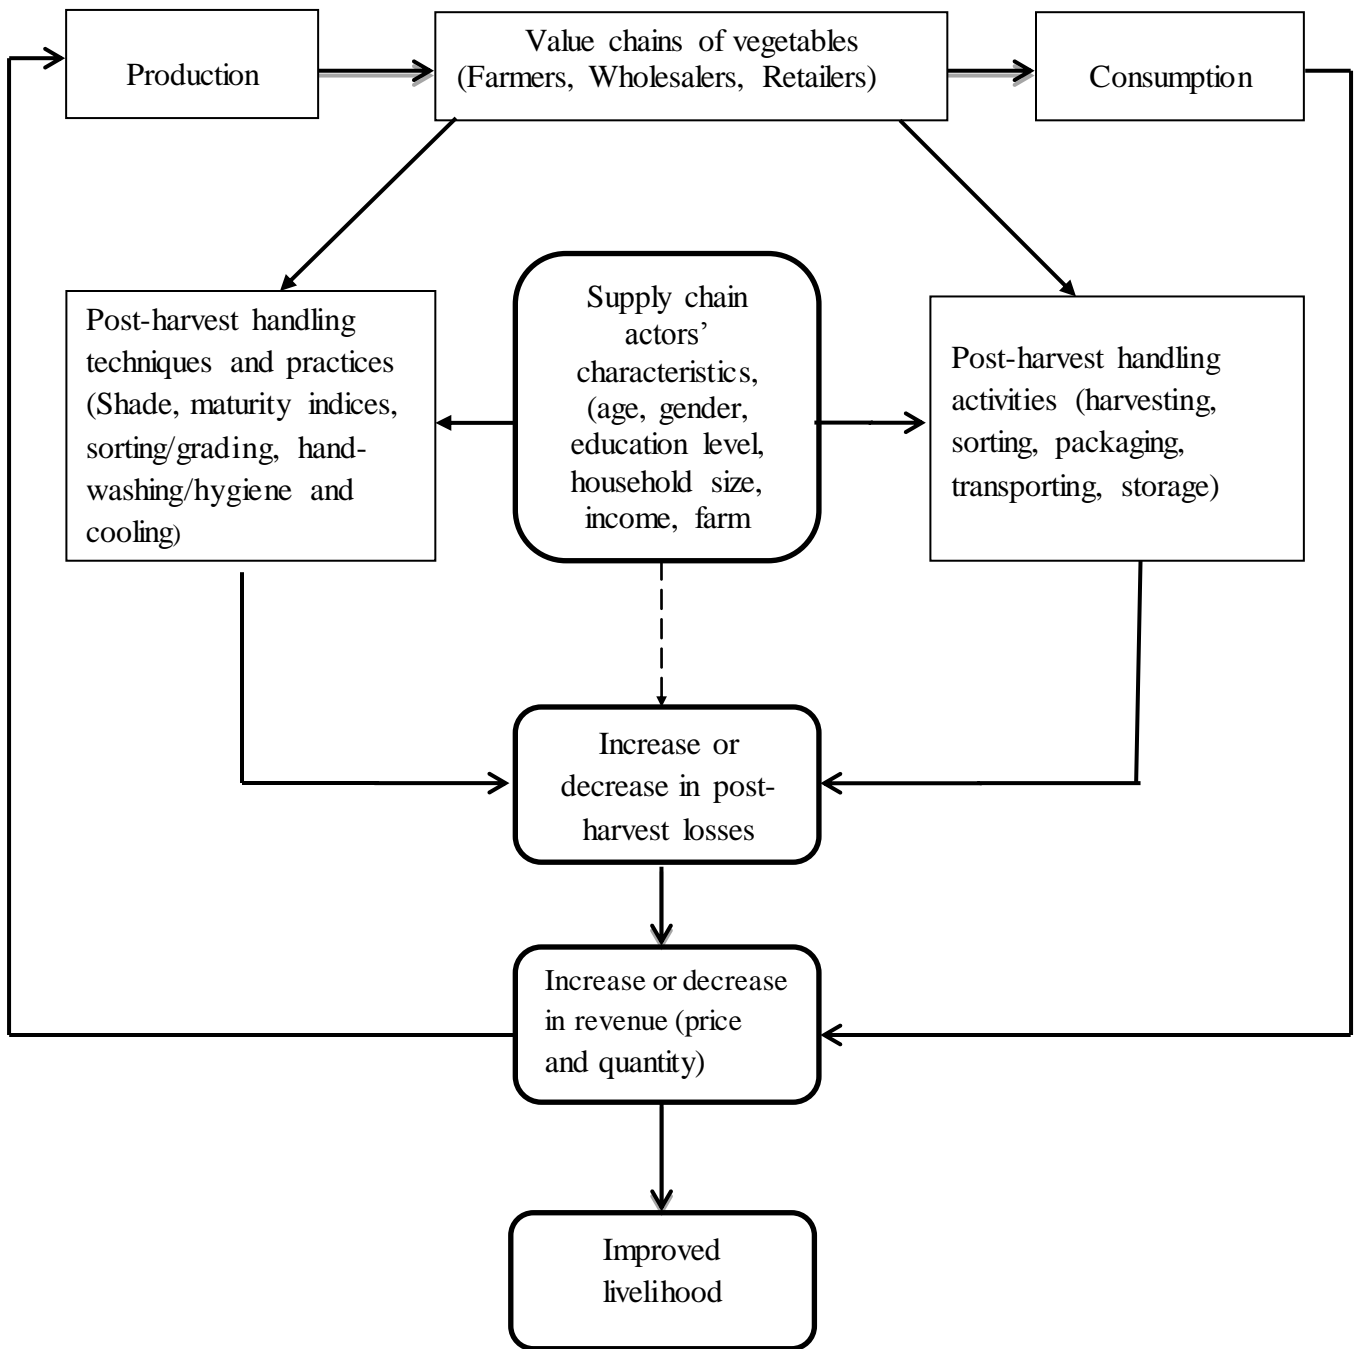 Production
Value chains of vegetables
(Farmers, Wholesalers, Retailers)
Consumption
Post-harvest handling
techniques and practices
(Shade, maturity indices,
sorting/grading, hand-
washing/hygiene and
cooling)
Supply chain
actors’
characteristics,
(age, gender,
education level,
household size,
income, farm
Post-harvest handling
activities (harvesting,
sorting, packaging,
transporting, storage)
Increase or
decrease in post-
harvest losses
Increase or decrease
in revenue (price
and quantity)
Improved
livelihood